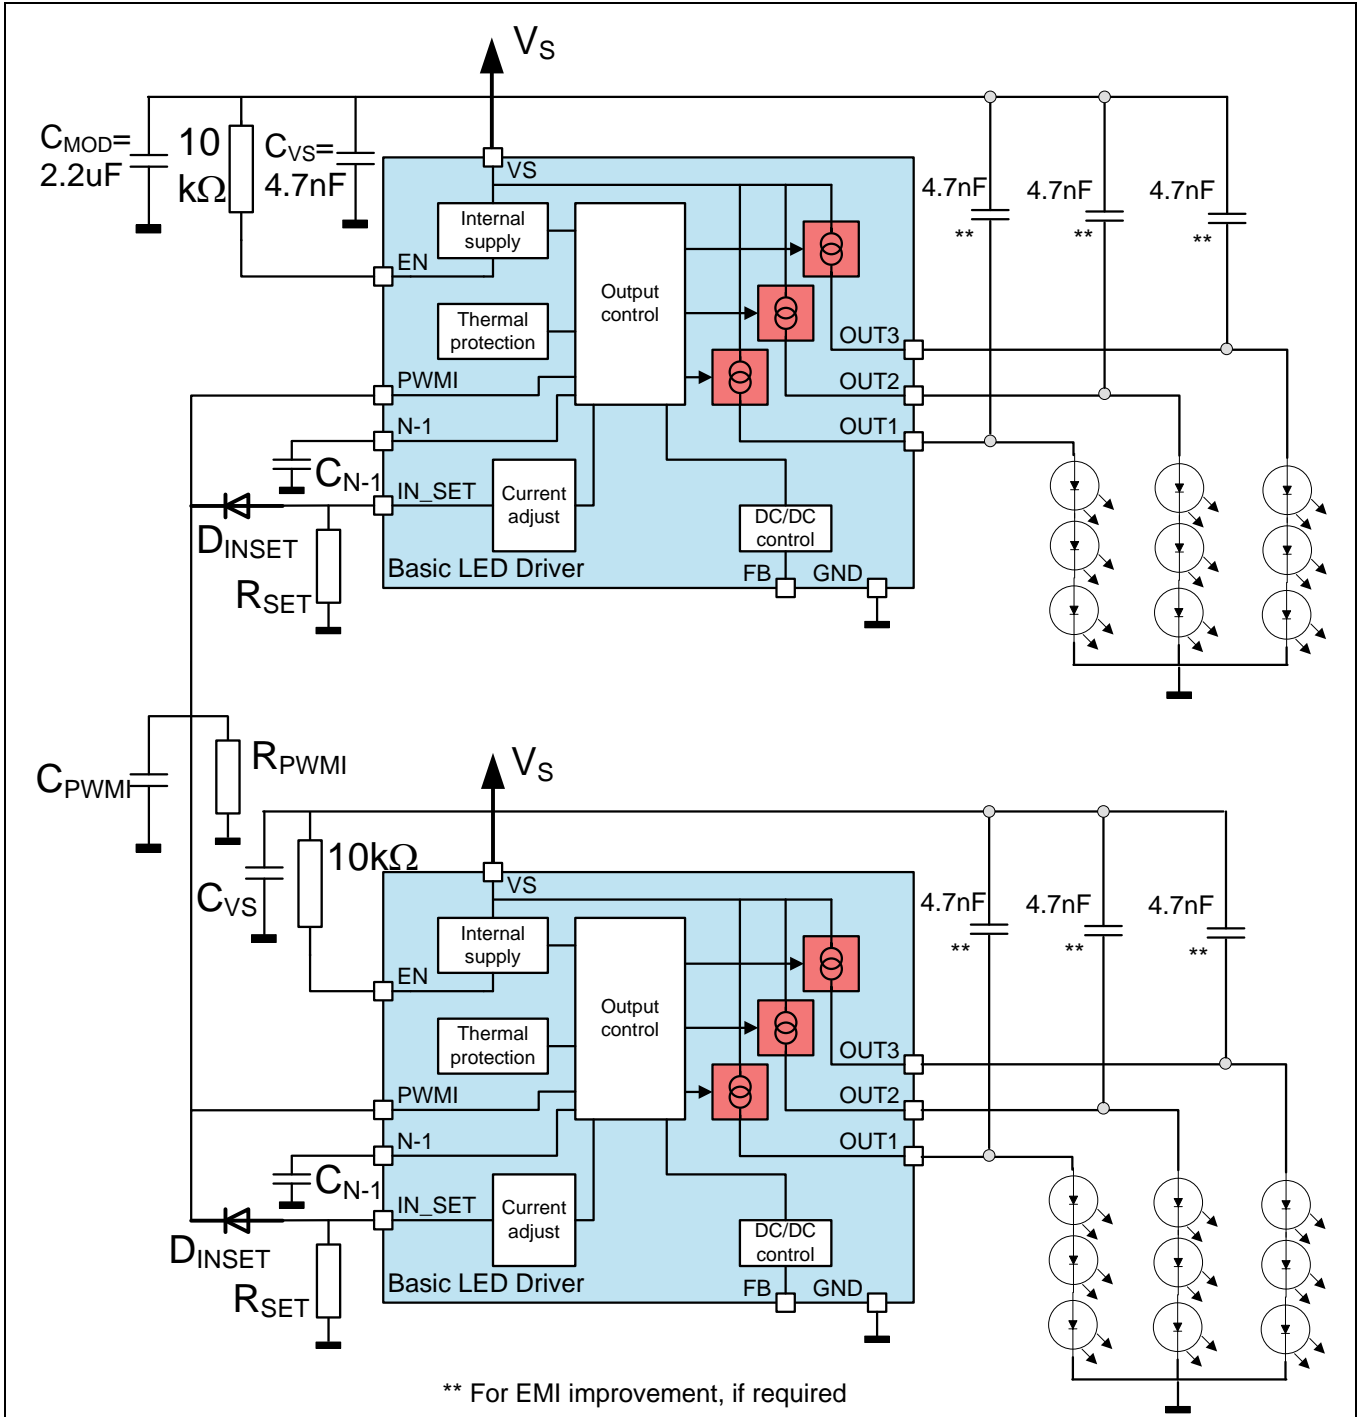 VS
CMOD=
2.2uF
10
kΩ
CVS=
4.7nF
VS
Internal
supply
EN
Output
control
Thermal
protection
PWMI
N-1
CN-1
IN_SET
Current
adjust
DINSET
RSET
Basic LED Driver
DC/DC
control
FB
GND
OUT3
OUT2
OUT1
4.7nF
**
4.7nF
**
4.7nF
**
CPWMI
RPWMI
VS
10kΩ
CVS
VS
Internal
supply
EN
Output
control
Thermal
protection
PWMI
N-1
CN-1
IN_SET
Current
adjust
DINSET
RSET
Basic LED Driver
DC/DC
control
FB
GND
OUT3
OUT2
OUT1
4.7nF
**
4.7nF
**
4.7nF
**
** For EMI improvement, if required